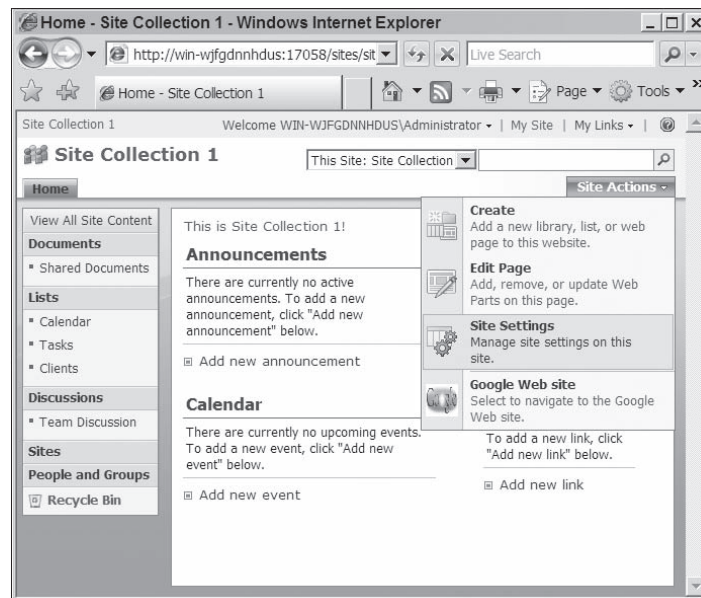 Home - Site Collection 1 - Windows Internet Explorer
http://win-wjfgdnnhdus:17058/sites/sit
Live Search
Home - Site Collection 1
Page
Tools
Site Collection 1
Welcome WIN-WJFGDNNHDUS\Administrator
My Site
My Links
Site Collection 1
This Site: Site Collection
Home
Site Actions
View All Site Content
Documents
Shared Documents
Lists
Calendar
Tasks
Clients
Discussions
Team Discussion
Sites
People and Groups
Recycle Bin
This is Site Collection 1!
Announcements
There are currently no active
announcements. To add a new
announcement, click "Add new
announcement" below.
Add new announcement
Calendar
There are currently no upcoming events.
To add a new event, click "Add new
event" below.
Add new event
Create
Add a new library, list, or web
page to this website.
Edit Page
Add, remove, or update Web
Parts on this page.
Site Settings
Manage site settings on this
site.
Google Web site
Select to navigate to the Google
Web site.
To add a new link, click
"Add new link" below.
Add new link